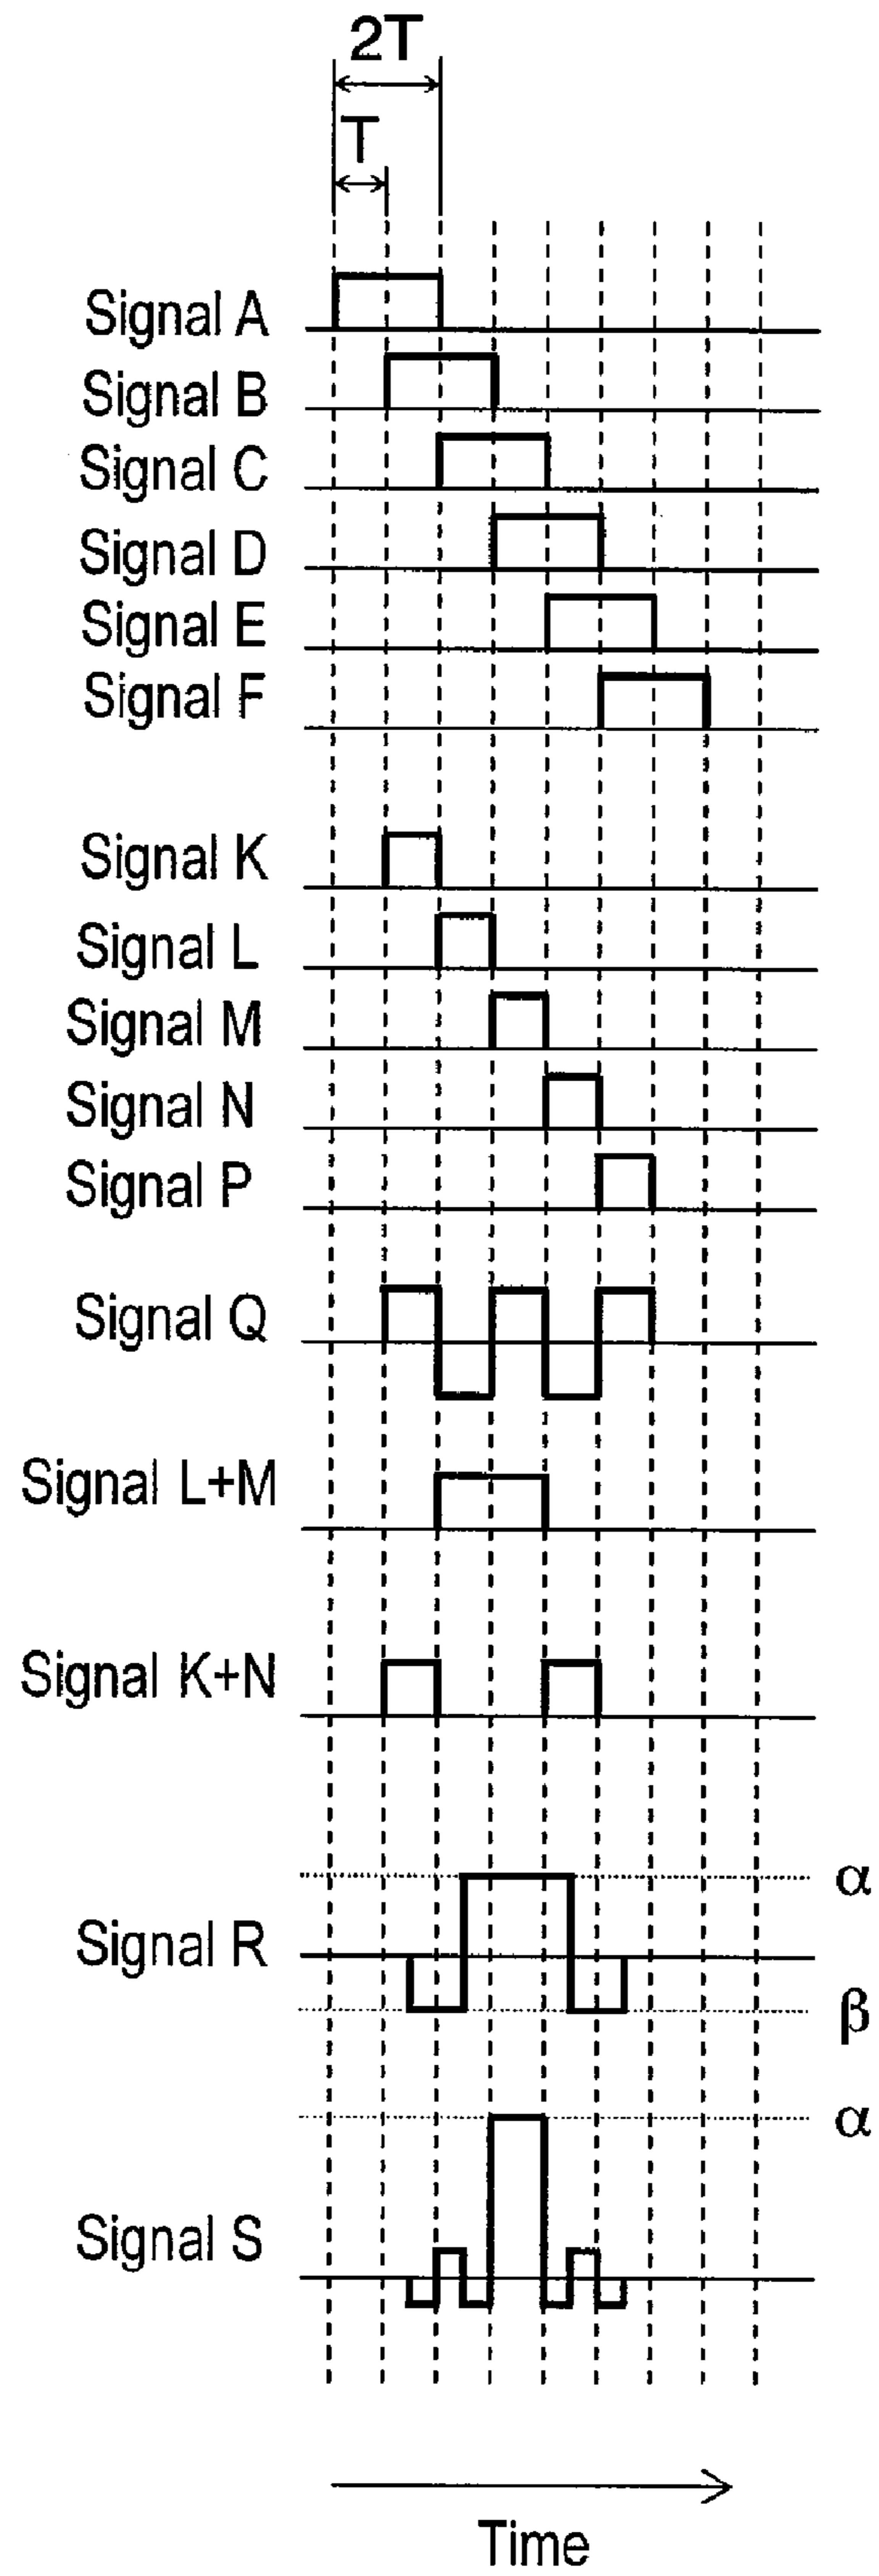 2T
T
Signal A
Signal B
Signal C
Signal D
Signal E
Signal F
Signal K
Signal L
Signal M
Signal N
Signal P
Signal Q
Signal L+M
Signal K+N
α
Signal R
β
α
Signal S
Time